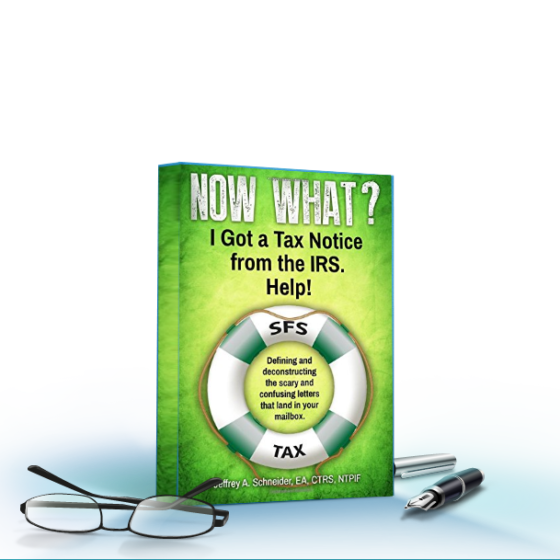 NOW WHAT?
I Got a Tax Notice
from the IRS.
Help!
SFS
Defining and
deconstructing
the scary and
confusing letters
that land in your
mailbox.
TAX
Jeffrey A. Schneider, EA, CTRS, NTPIF